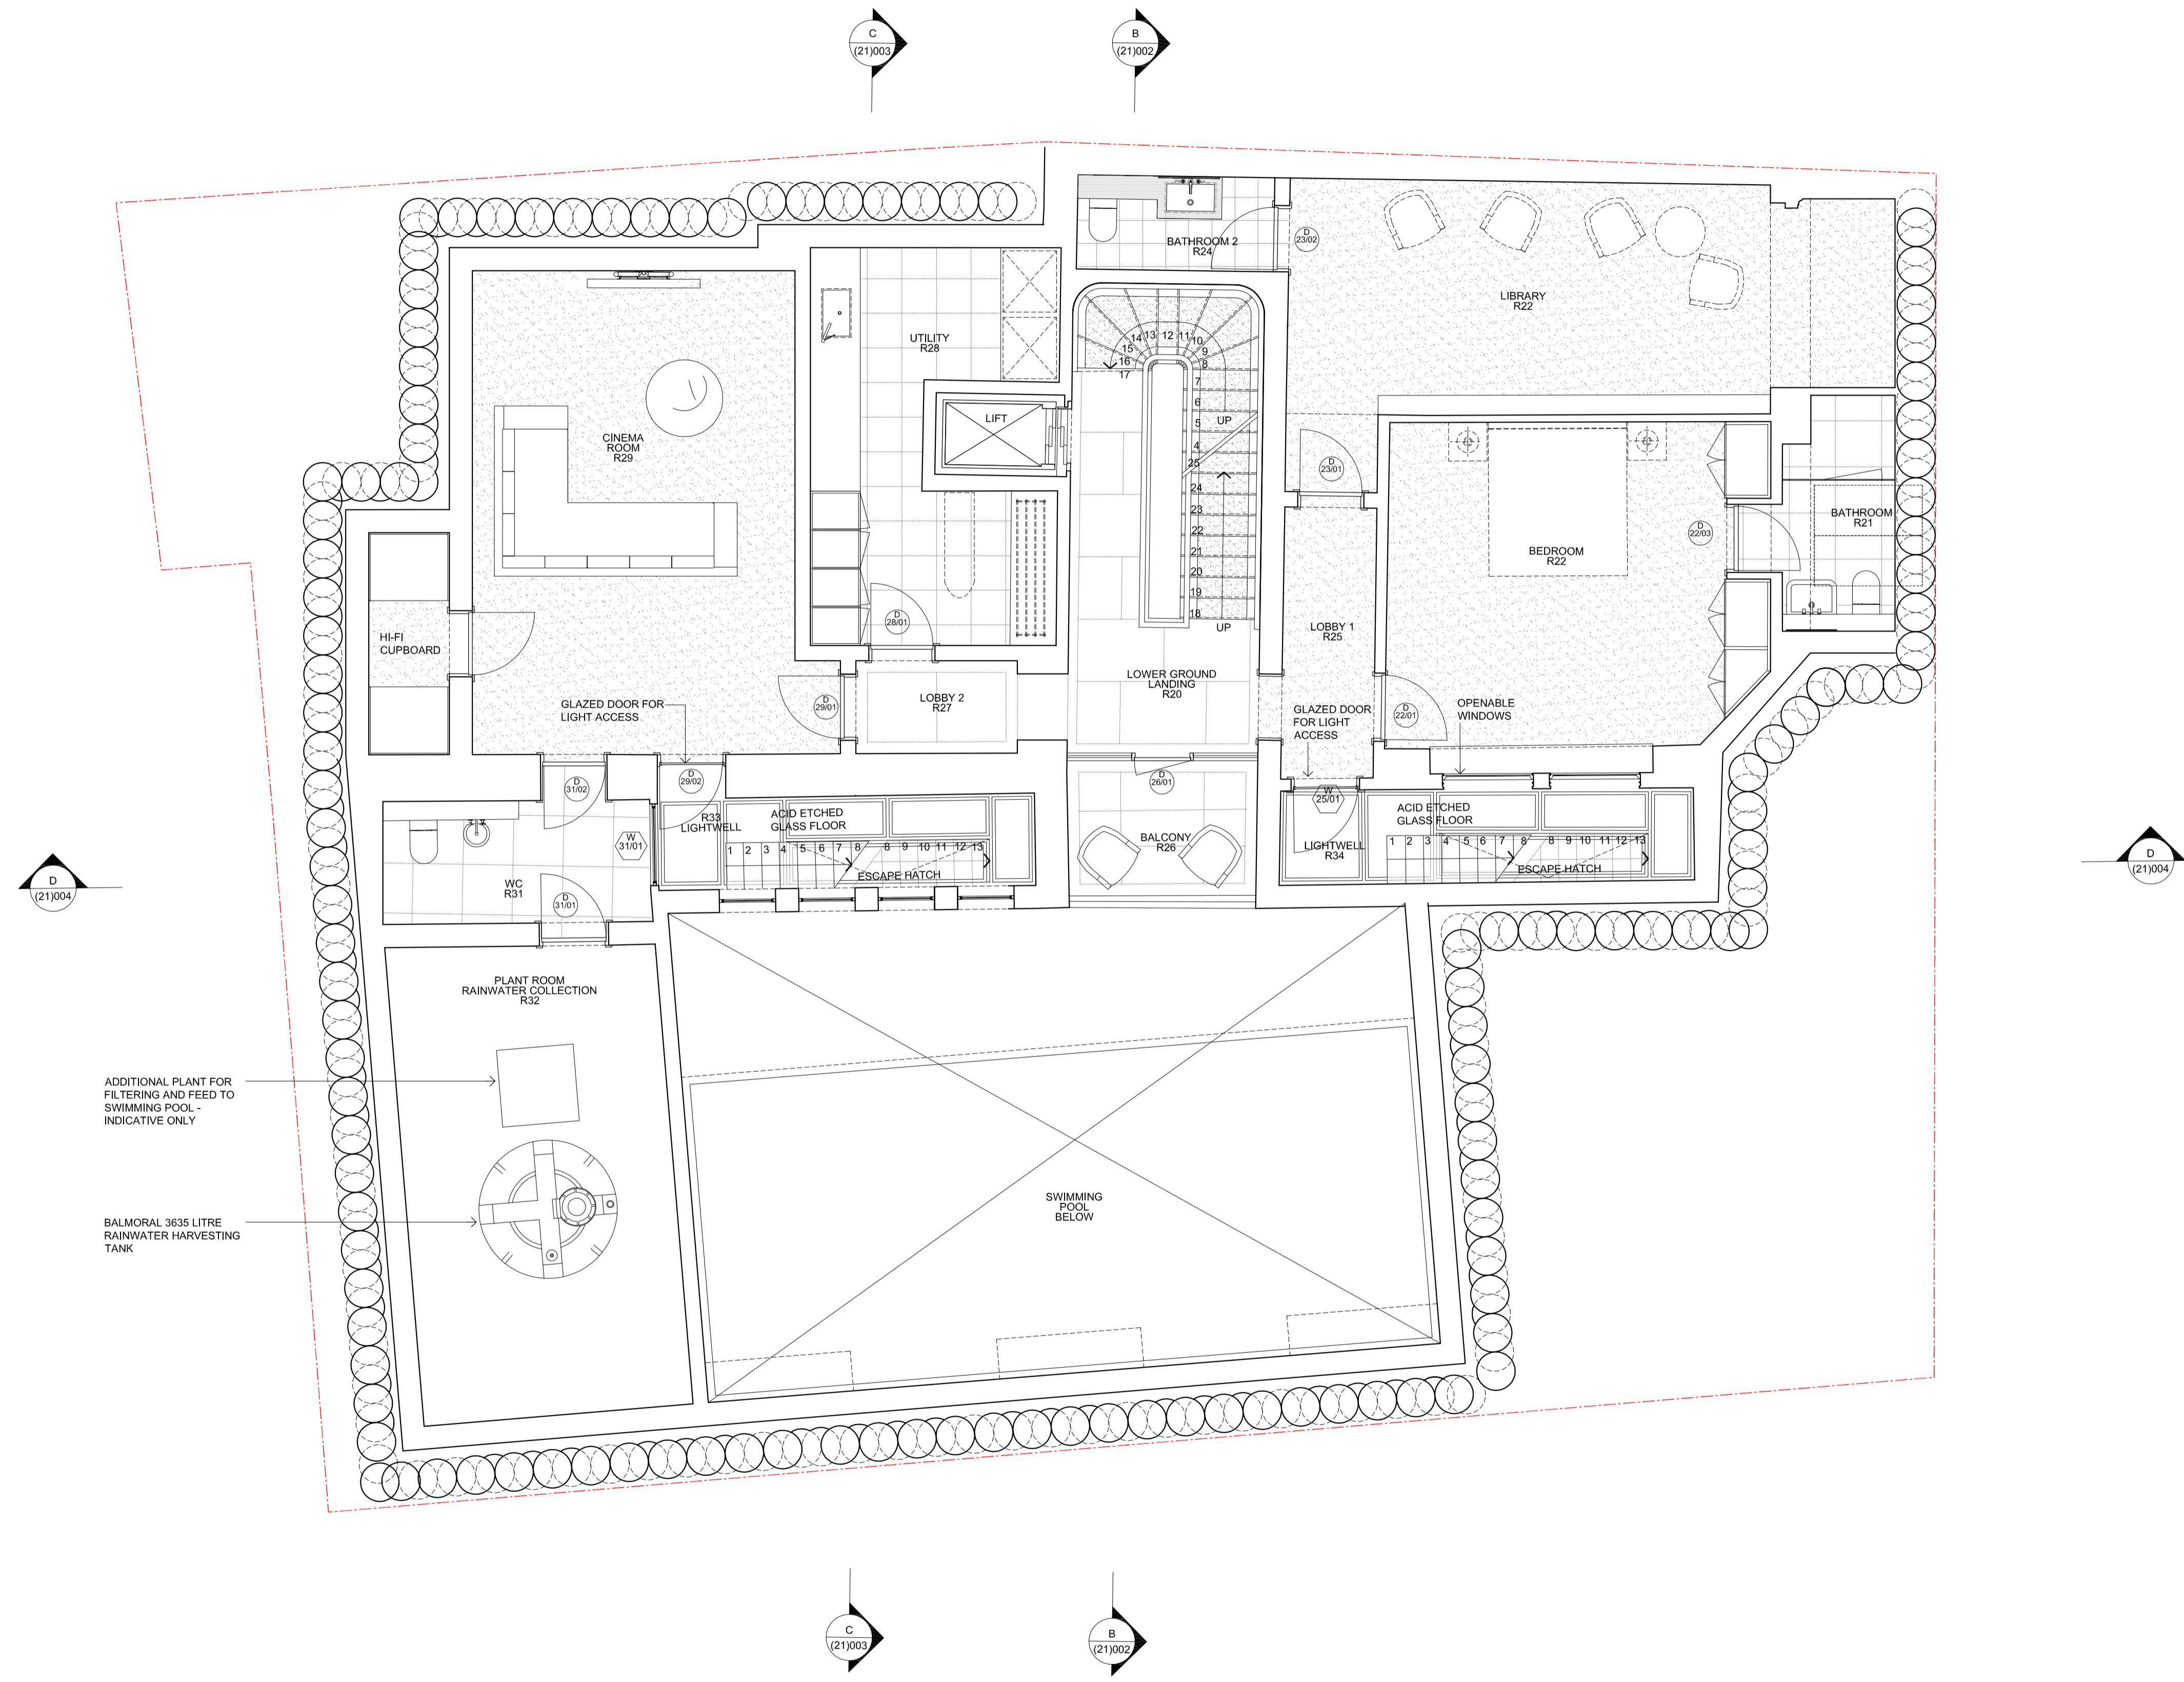 C
(21)003
B
(21)002
BATHROOM 2
R24
D
23/02
LIBRARY
R22
UTILITY
R28
LIFT
CINEMA
ROOM
R29
14 13 12 11 10
15
9
16
8
17
7
6
5
UP
4
25
24
23
22
21
20
19
18
UP
D
23/01
D
22/03
BATHROOM
R21
BEDROOM
R22
HI-FI
CUPBOARD
D
28/01
LOBBY 1
R25
LOWER GROUND
LANDING
R20
LOBBY 2
R27
D
29/01
GLAZED DOOR FOR
LIGHT ACCESS
GLAZED DOOR
FOR LIGHT
ACCESS
D
22/01
OPENABLE
WINDOWS
D
31/02
D
29/02
D
26/01
W
25/01
R33
LIGHTWELL
ACID ETCHED
GLASS FLOOR
ACID ETCHED
GLASS FLOOR
W
31/01
1 2 3 4 5 6 7 8 8 9 10 11 12 13
ESCAPE HATCH
BALCONY
R26
LIGHTWELL
R34
1 2 3 4 5 6 7 8 8 9 10 11 12 13
ESCAPE HATCH
D
(21)004
D
(21)004
WC
R31
D
31/01
PLANT ROOM
RAINWATER COLLECTION
R32
ADDITIONAL PLANT FOR
FILTERING AND FEED TO
SWIMMING POOL -
INDICATIVE ONLY
BALMORAL 3635 LITRE
RAINWATER HARVESTING
TANK
SWIMMING
POOL
BELOW
C
(21)003
B
(21)002